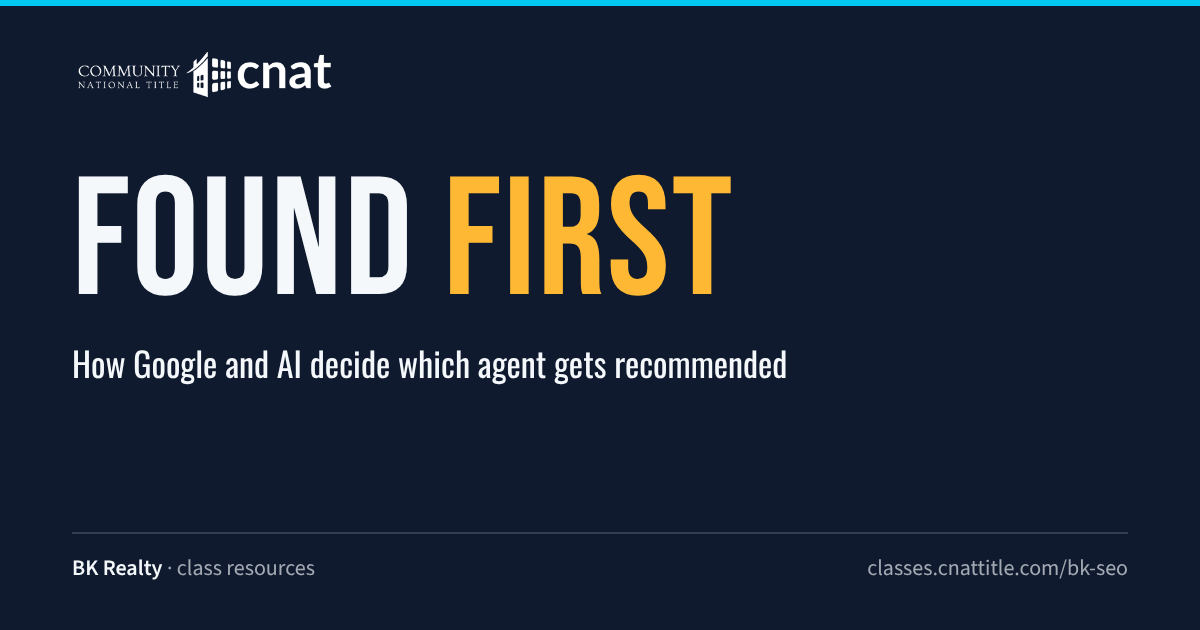 COMMUNITY
NATIONAL TITLE
cnat
FOUND FIRST
How Google and AI decide which agent gets recommended
BK Realty · class resources
classes.cnattitle.com/bk-seo